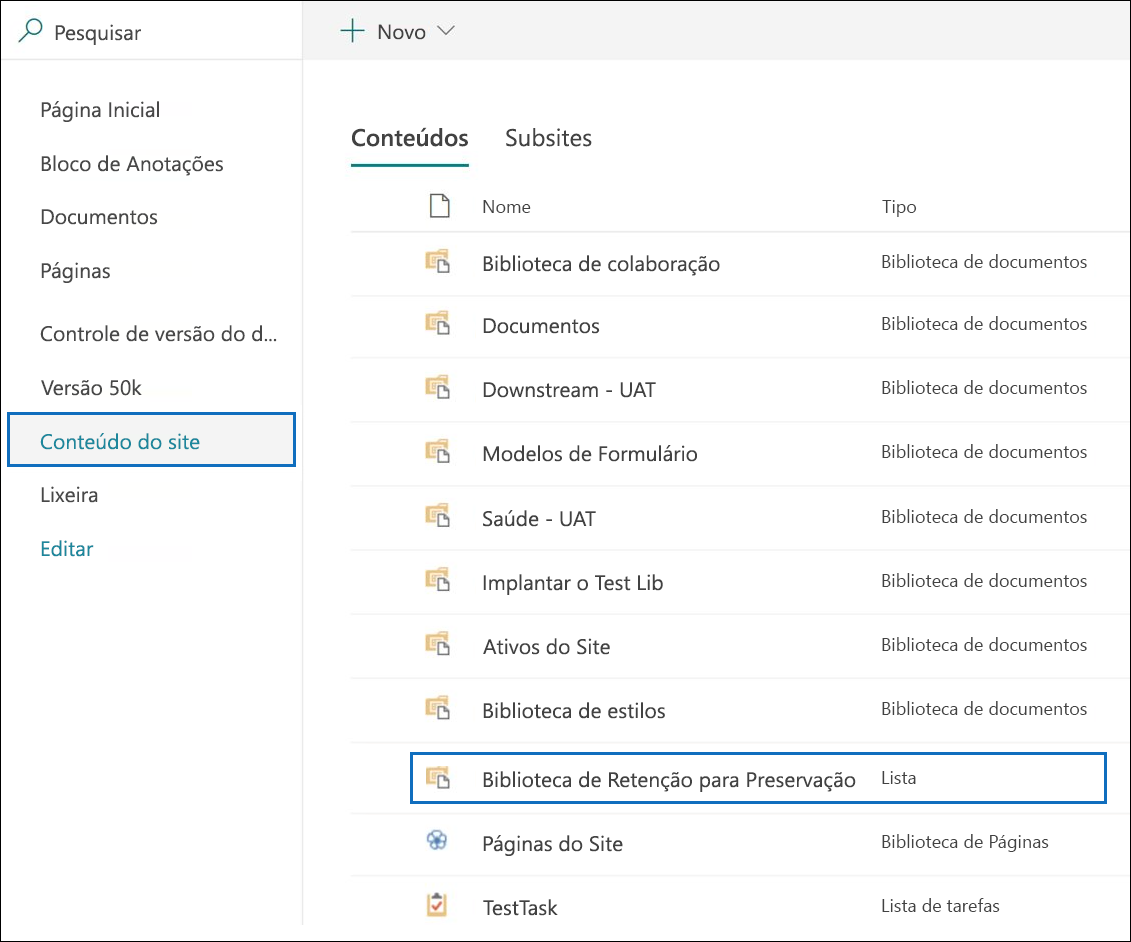 Pesquisar
Novo
Página Inicial
Bloco de Anotações
Documentos
Páginas
Controle de versão do d...
Versão 50k
Conteúdo do site
Lixeira
Editar
Conteúdos Subsites
Nome Tipo
Biblioteca de colaboração Biblioteca de documentos
Documentos Biblioteca de documentos
Downstream - UAT Biblioteca de documentos
Modelos de Formulário Biblioteca de documentos
Saúde - UAT Biblioteca de documentos
Implantar o Test Lib Biblioteca de documentos
Ativos do Site Biblioteca de documentos
Biblioteca de estilos Biblioteca de documentos
Biblioteca de Retenção para Preservação Lista
Páginas do Site Biblioteca de Páginas
TestTask Lista de tarefas